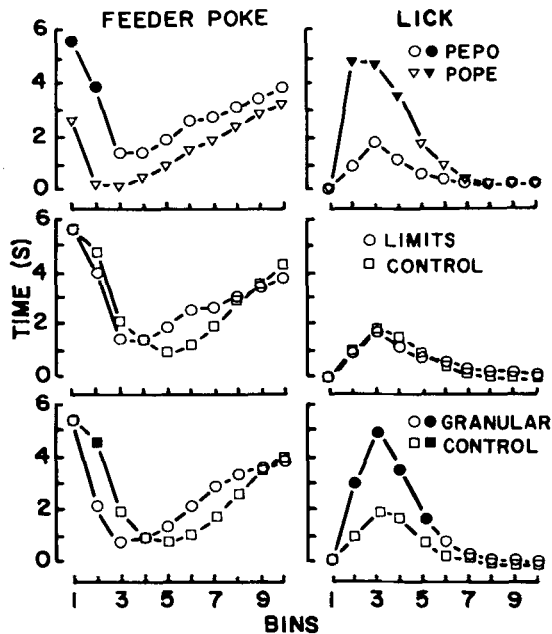 FEEDER POKE
LICK
6
4
2
0
PEPO
POPE
TIME (S)
6
4
2
0
LIMITS
CONTROL
6
4
2
0
GRANULAR
CONTROL
1 3 5 7 9
1 3 5 7 9
BINS